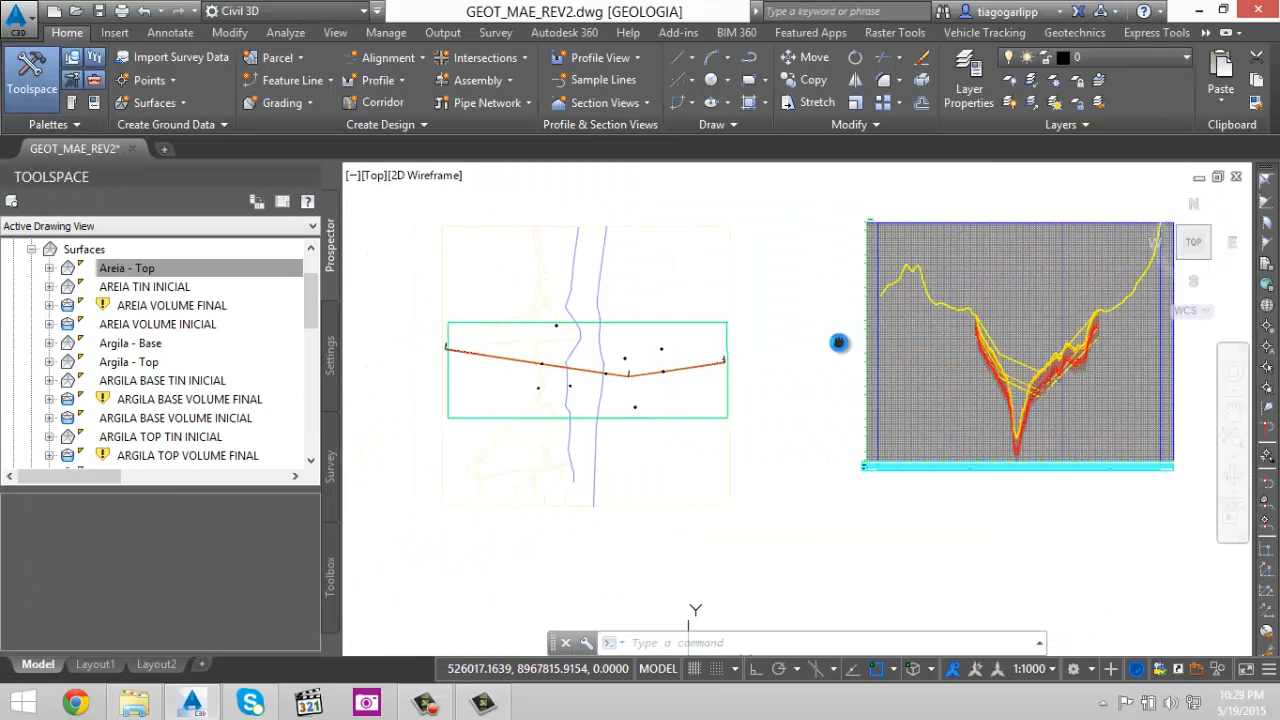 Civil 3D
GEOT_MAE_REV2.dwg [GEOLOGIA]
Type a keyword or phrase
tiagogarlipp
C3D
Home Insert Annotate Modify Analyze View Manage Output Survey Autodesk 360 Help Add-ins BIM 360 Featured Apps Raster Tools Vehicle Tracking Geotechnics Express Tools
Toolspace
Import Survey Data
Points
Surfaces
Parcel
Feature Line
Grading
Alignment
Profile
Corridor
Intersections
Assembly
Pipe Network
Profile View
Sample Lines
Section Views
Move
Copy
Stretch
Layer
Properties
0
Paste
Palettes
Create Ground Data
Create Design
Profile & Section Views
Draw
Modify
Layers
Clipboard
GEOT_MAE_REV2*
TOOLSPACE
Active Drawing View
Surfaces
Areia - Top
AREIA TIN INICIAL
AREIA VOLUME FINAL
AREIA VOLUME INICIAL
Argila - Base
Argila - Top
ARGILA BASE TIN INICIAL
ARGILA BASE VOLUME FINAL
ARGILA BASE VOLUME INICIAL
ARGILA TOP TIN INICIAL
ARGILA TOP VOLUME FINAL
Prospector
Settings
Survey
Toolbox
[−][Top][2D Wireframe]
N
W TOP E
S
WCS
Y
Type a command
Model Layout1 Layout2
526017.1639, 8967815.9154, 0.0000 MODEL
1:1000
321
C3D
10:29 PM
5/19/2015